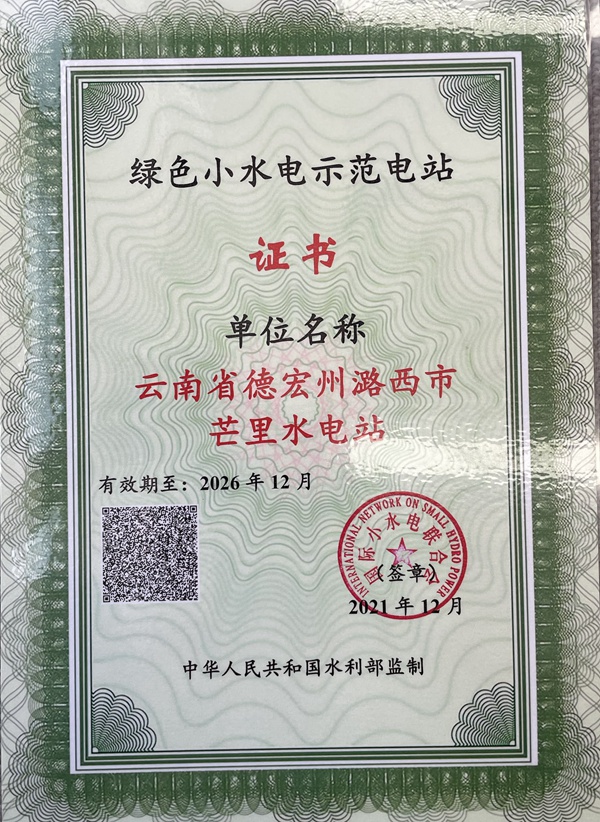 绿色小水电示范电站
证书
单位名称
云南省德宏州潞西市
芒里水电站
有效期至：2026年12月
INTERNATIONAL NETWORK ON SMALL HYDRO POWER
国际小水电联合会
（签章）
2021年12月
中华人民共和国水利部监制